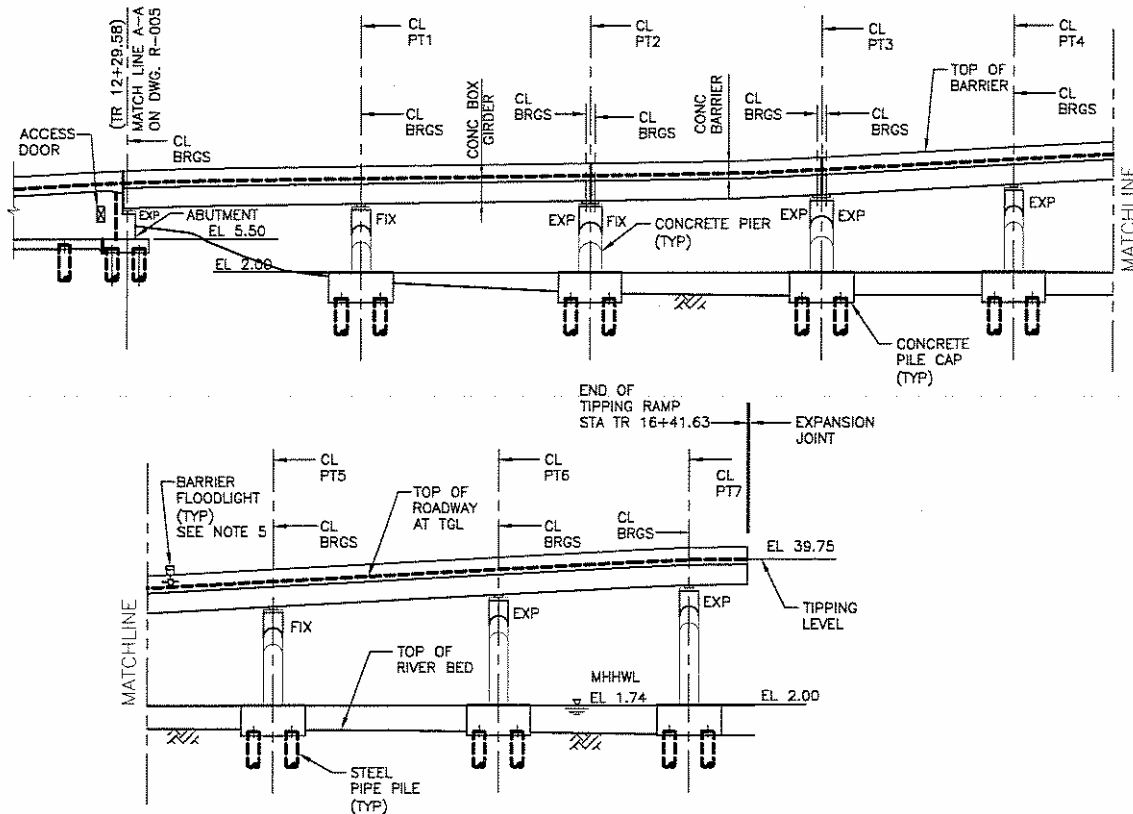 (TR 12+29.58)
MATCH LINE A-A
ON DWG. R-005
CL
PT1
CL
PT2
CL
PT3
CL
PT4
TOP OF
BARRIER
CL
BRGS
ACCESS
DOOR
CL
BRGS
CL
BRGS
CONC BOX
GIRDER
CL
BRGS
CL
BRGS
CONC
BARRIER
CL
BRGS
CL
BRGS
EXP
ABUTMENT
EL 5.50
FIX
EXP
FIX
CONCRETE PIER
(TYP)
EXP
EXP
EXP
MATCHLINE
EL 2.00
CONCRETE
PILE CAP
(TYP)
END OF
TIPPING RAMP
STA TR 16+41.63
EXPANSION
JOINT
BARRIER
FLOODLIGHT
(TYP)
SEE NOTE 5
CL
PT5
TOP OF
ROADWAY
AT TGL
CL
PT6
CL
PT7
CL
BRGS
CL
BRGS
CL
BRGS
EL 39.75
TIPPING
LEVEL
MATCHLINE
FIX
EXP
EXP
TOP OF
RIVER BED
MHHWL
EL 1.74
EL 2.00
STEEL
PIPE PILE
(TYP)